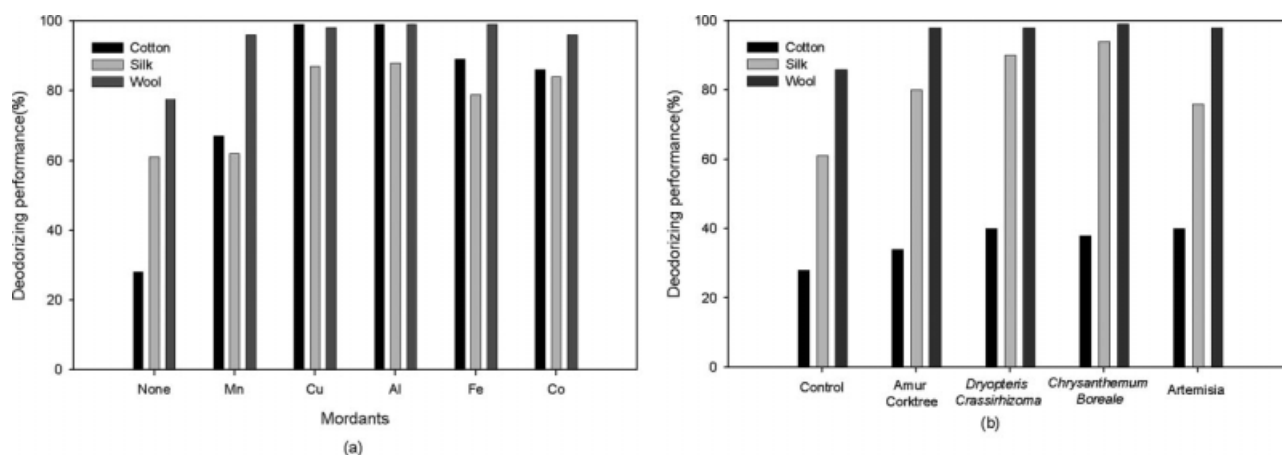 100
80
60
40
20
0
Deodorizing performance(%)
Cotton
Silk
Wool
None Mn Cu Al Fe Co
Mordants
(a)
100
80
60
40
20
0
Deodorizing performance(%)
Cotton
Silk
Wool
Control Amur Corktree Dryopteris Crassirhizoma Chrysanthemum Boreale Artemisia
(b)